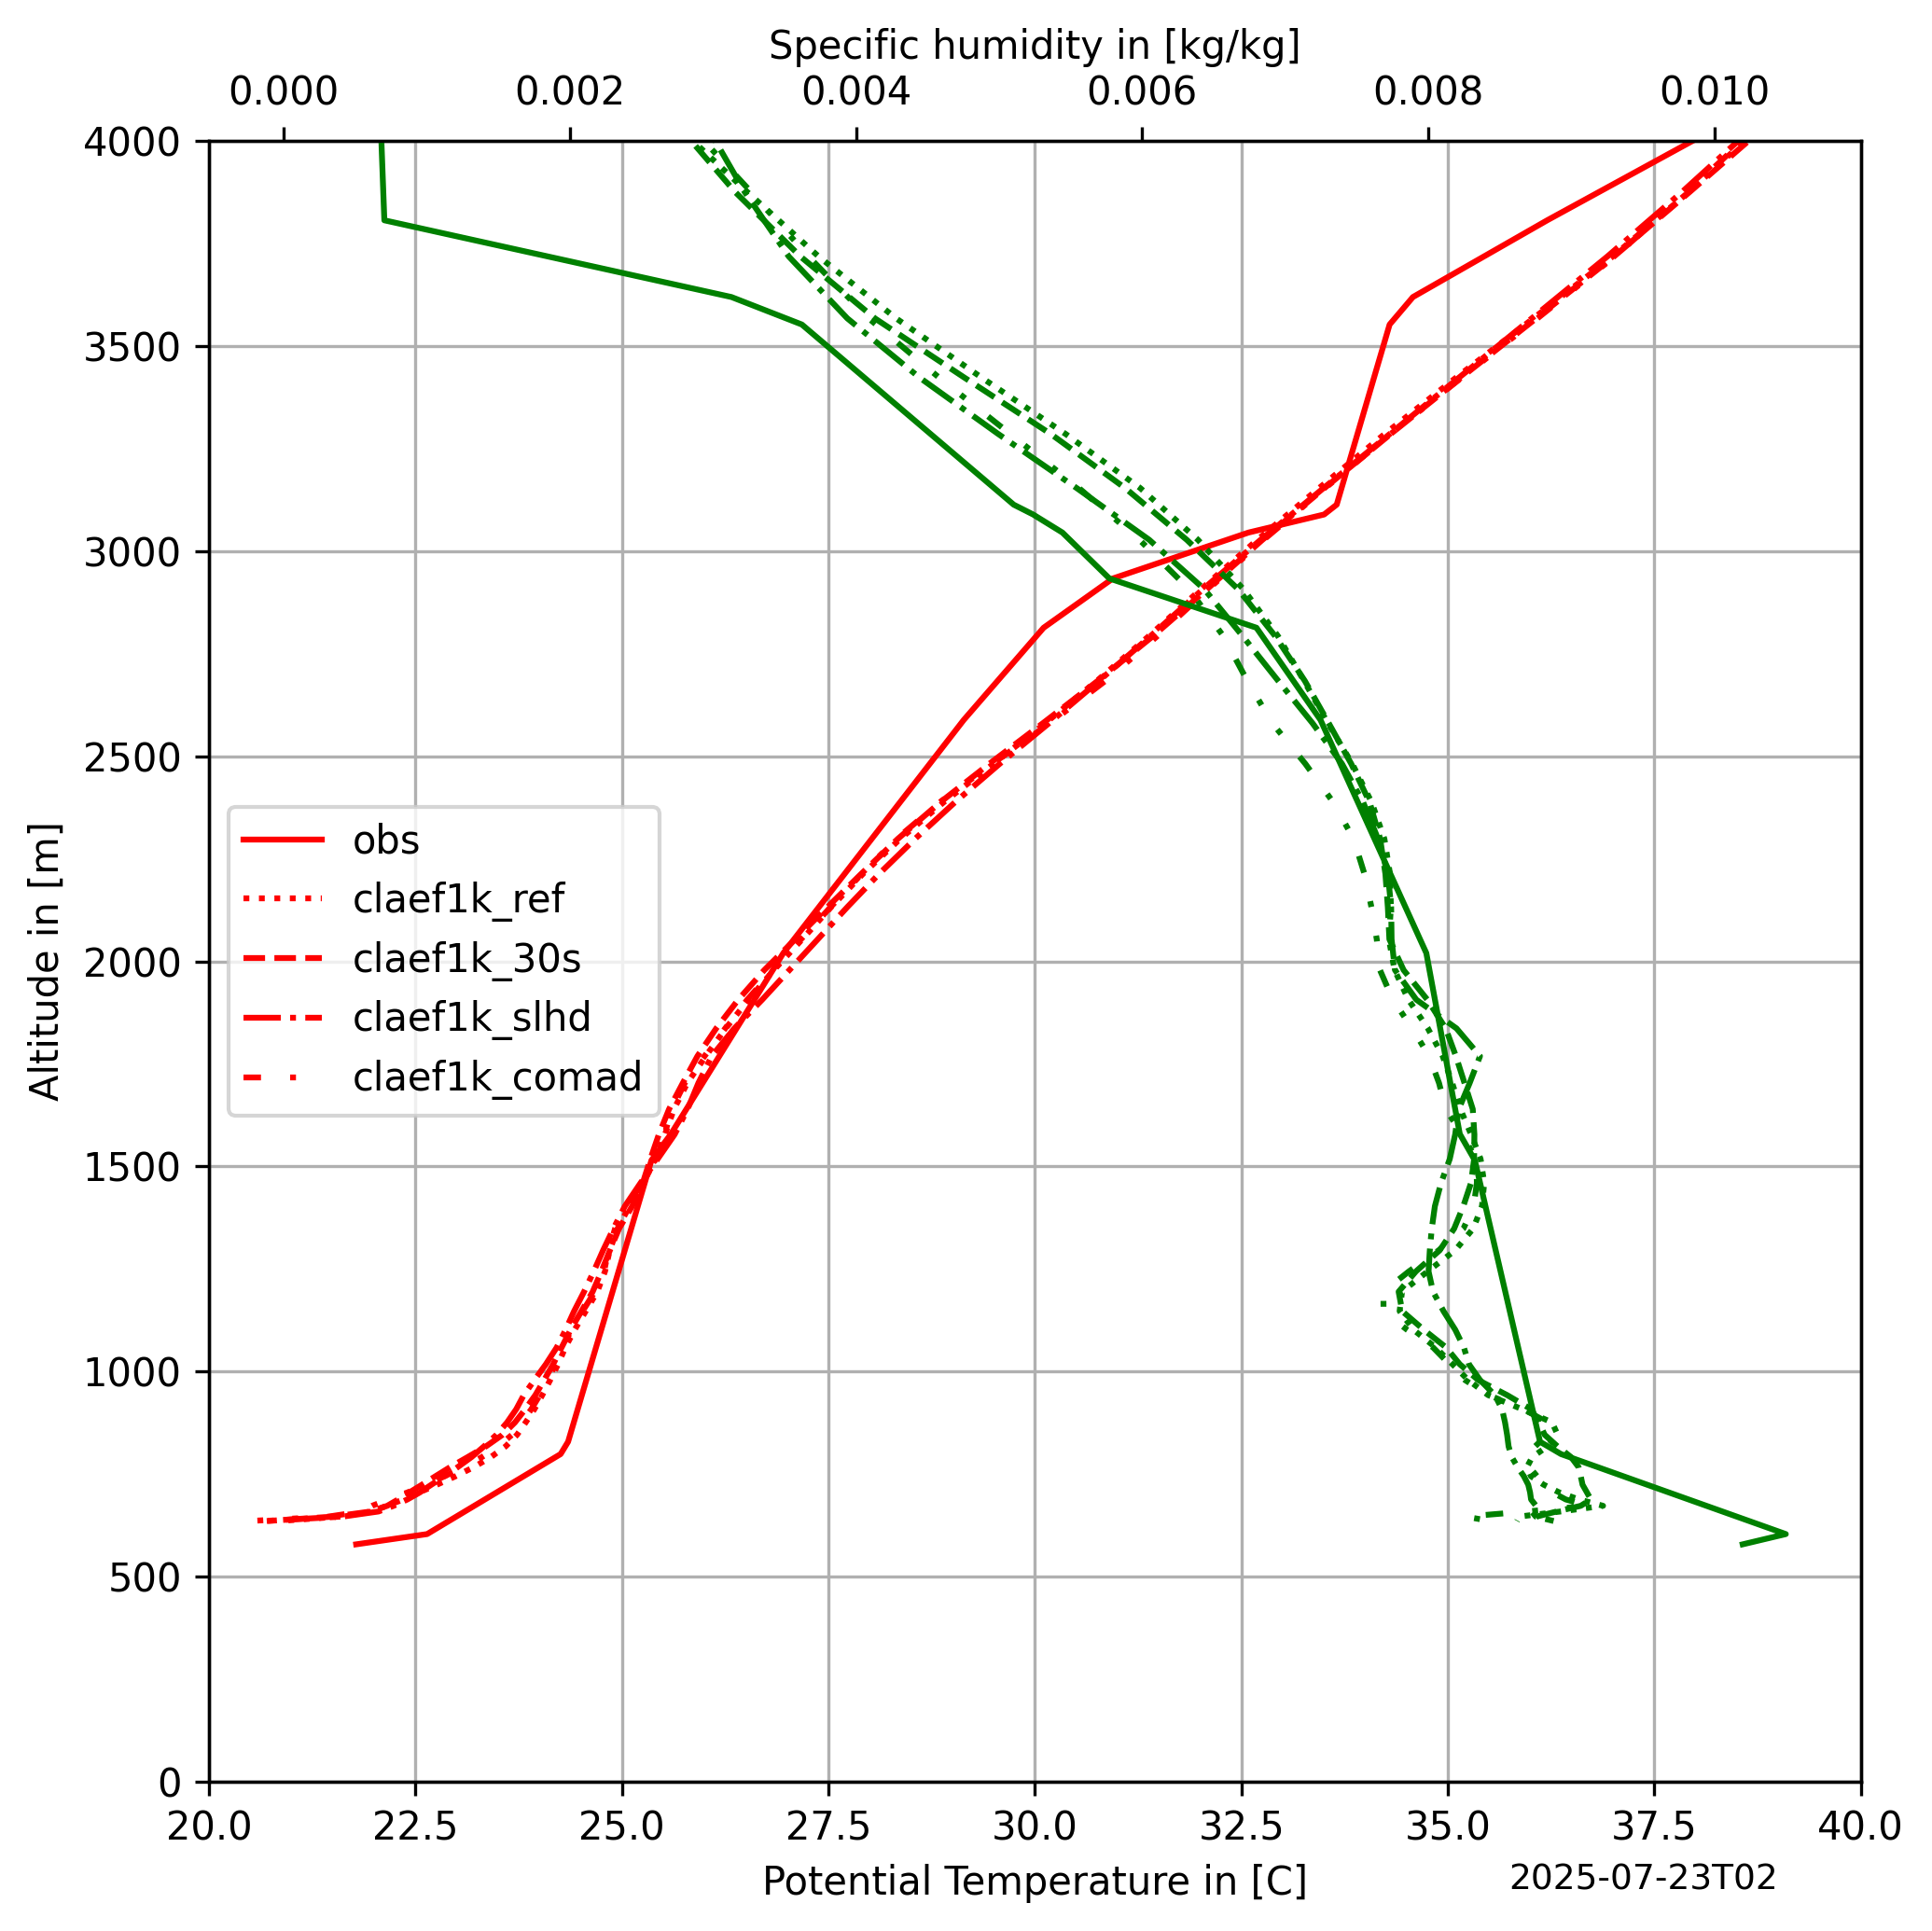 Specific humidity in [kg/kg]
0.000 0.002 0.004 0.006 0.008 0.010
4000
3500
3000
2500
2000
1500
1000
500
0
Altitude in [m]
obs
claef1k_ref
claef1k_30s
claef1k_slhd
claef1k_comad
20.0 22.5 25.0 27.5 30.0 32.5 35.0 37.5 40.0
Potential Temperature in [C]
2025-07-23T02